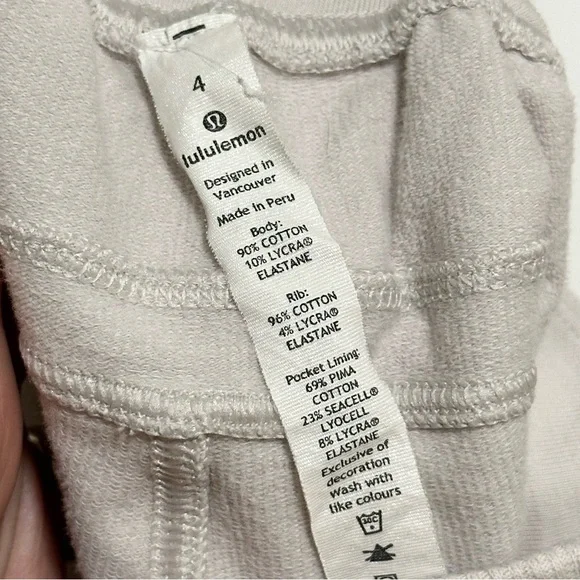 4
lululemon
Designed in
Vancouver
Made in Peru
Body:
90% COTTON
10% LYCRA®
ELASTANE
Rib:
96% COTTON
4% LYCRA®
ELASTANE
Pocket Lining:
69% PIMA
COTTON
23% SEACELL®
LYOCELL
8% LYCRA®
ELASTANE
Exclusive of
decoration
wash with
like colours
30C